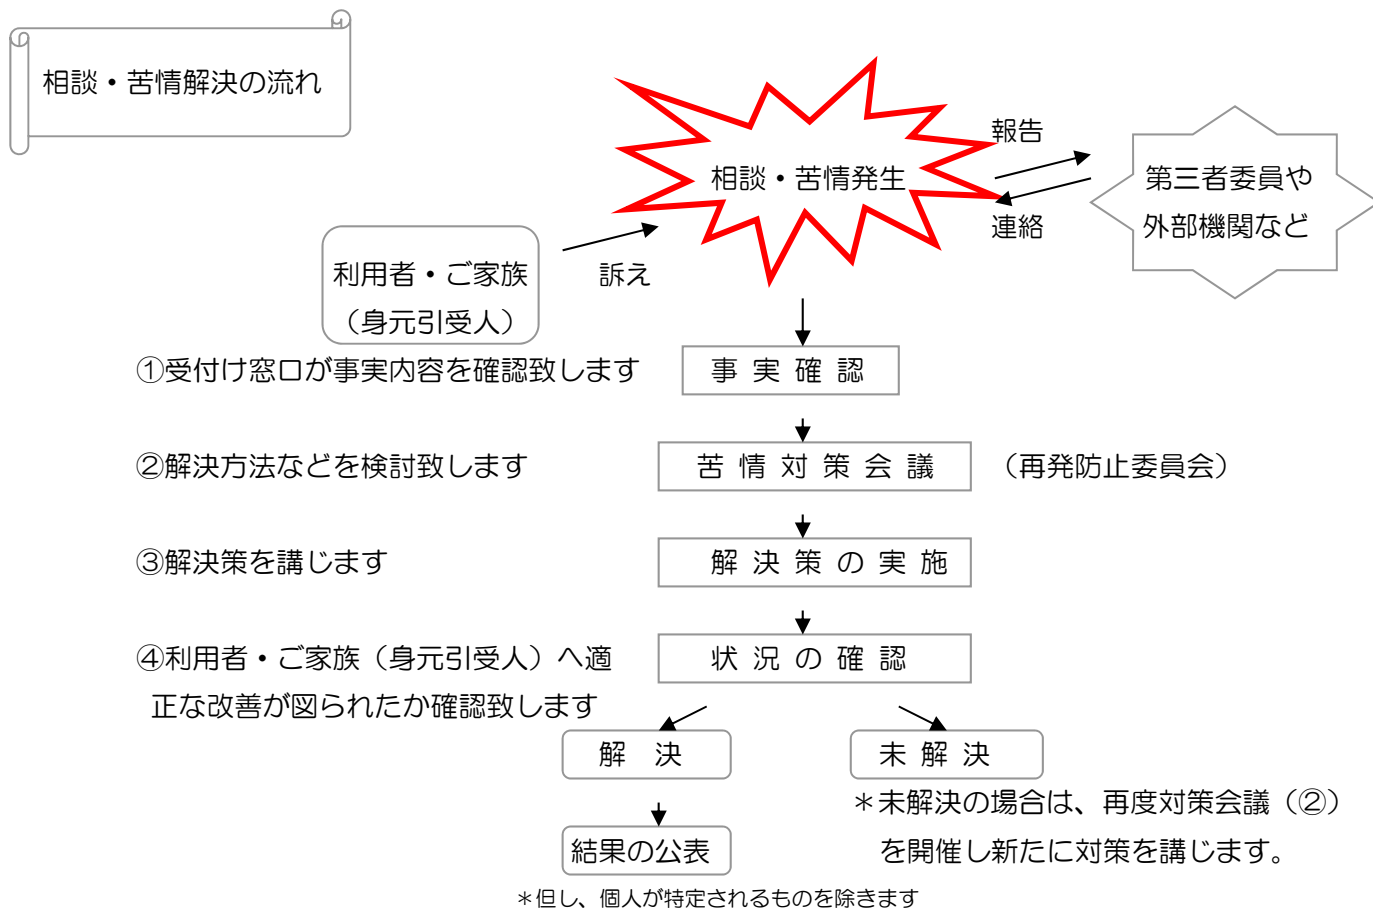 相談・苦情解決の流れ
報告
相談・苦情発生
第三者委員や
外部機関など
連絡
利用者・ご家族
（身元引受人）
訴え
①受付け窓口が事実内容を確認致します
事実確認
②解決方法などを検討致します
苦情対策会議
（再発防止委員会）
③解決策を講じます
解決策の実施
④利用者・ご家族（身元引受人）へ適
正な改善が図られたか確認致します
状況の確認
解　決
未解決
＊未解決の場合は、再度対策会議（②）
を開催し新たに対策を講じます。
結果の公表
＊但し、個人が特定されるものを除きます